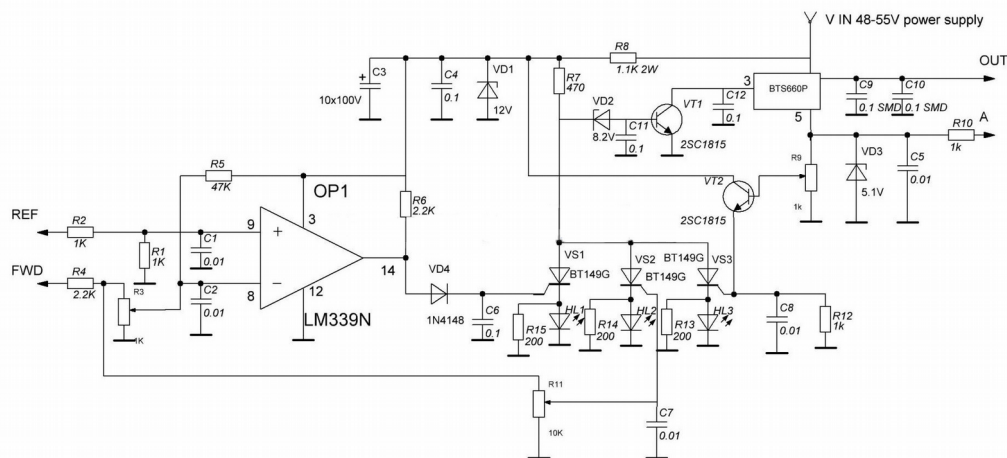 V IN 48-55V power supply
R8
1.1K 2W
OUT
C3
+
10x100V
C4
0.1
VD1
12V
R7
470
VD2
8.2V
C11
0.1
VT1
2SC1815
C12
0.1
3
BTS660P
5
C9
0.1 SMD
C10
0.1 SMD
R10
1k
A
R9
1k
VD3
5.1V
C5
0.01
VT2
2SC1815
R5
47K
OP1
R6
2.2K
REF
R2
1K
R1
1K
C1
0.01
9
+
3
14
FWD
R4
2.2K
R3
1K
C2
0.01
8
−
12
LM339N
VD4
1N4148
C6
0.1
VS1
BT149G
VS2
BT149G
VS3
R15
200
HL1
R14
200
HL2
R13
200
HL3
C8
0.01
R12
1k
R11
10K
C7
0.01